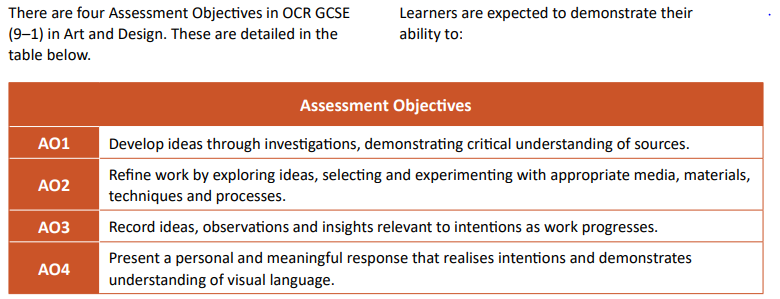 There are four Assessment Objectives in OCR GCSE
(9–1) in Art and Design. These are detailed in the
table below.
Learners are expected to demonstrate their
ability to:
Assessment Objectives
AO1
Develop ideas through investigations, demonstrating critical understanding of sources.
AO2
Refine work by exploring ideas, selecting and experimenting with appropriate media, materials,
techniques and processes.
AO3
Record ideas, observations and insights relevant to intentions as work progresses.
AO4
Present a personal and meaningful response that realises intentions and demonstrates
understanding of visual language.